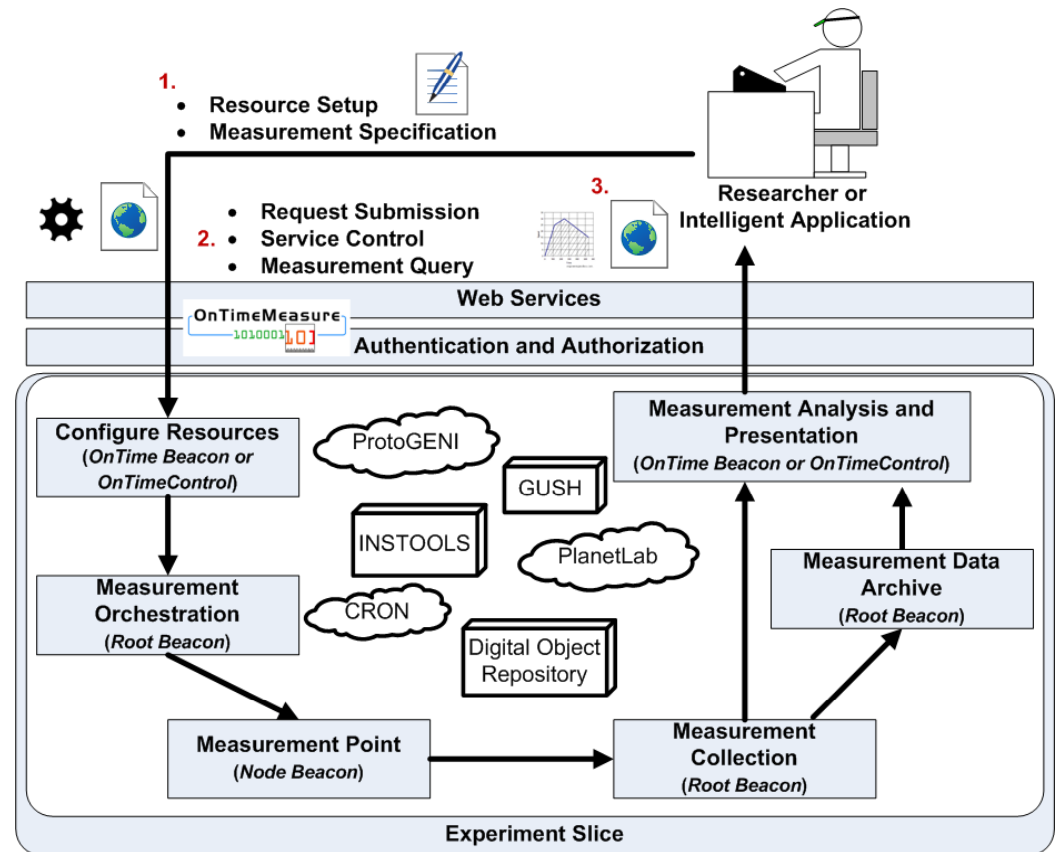 1.
• Resource Setup
• Measurement Specification
2.
• Request Submission
• Service Control
• Measurement Query
3.
Researcher or
Intelligent Application
Web Services
OnTimeMeasure
1010001101
Authentication and Authorization
Configure Resources
(OnTime Beacon or
OnTimeControl)
ProtoGENI
GUSH
Measurement Analysis and
Presentation
(OnTime Beacon or OnTimeControl)
INSTOOLS
PlanetLab
Measurement
Orchestration
(Root Beacon)
CRON
Digital Object
Repository
Measurement Data
Archive
(Root Beacon)
Measurement Point
(Node Beacon)
Measurement
Collection
(Root Beacon)
Experiment Slice